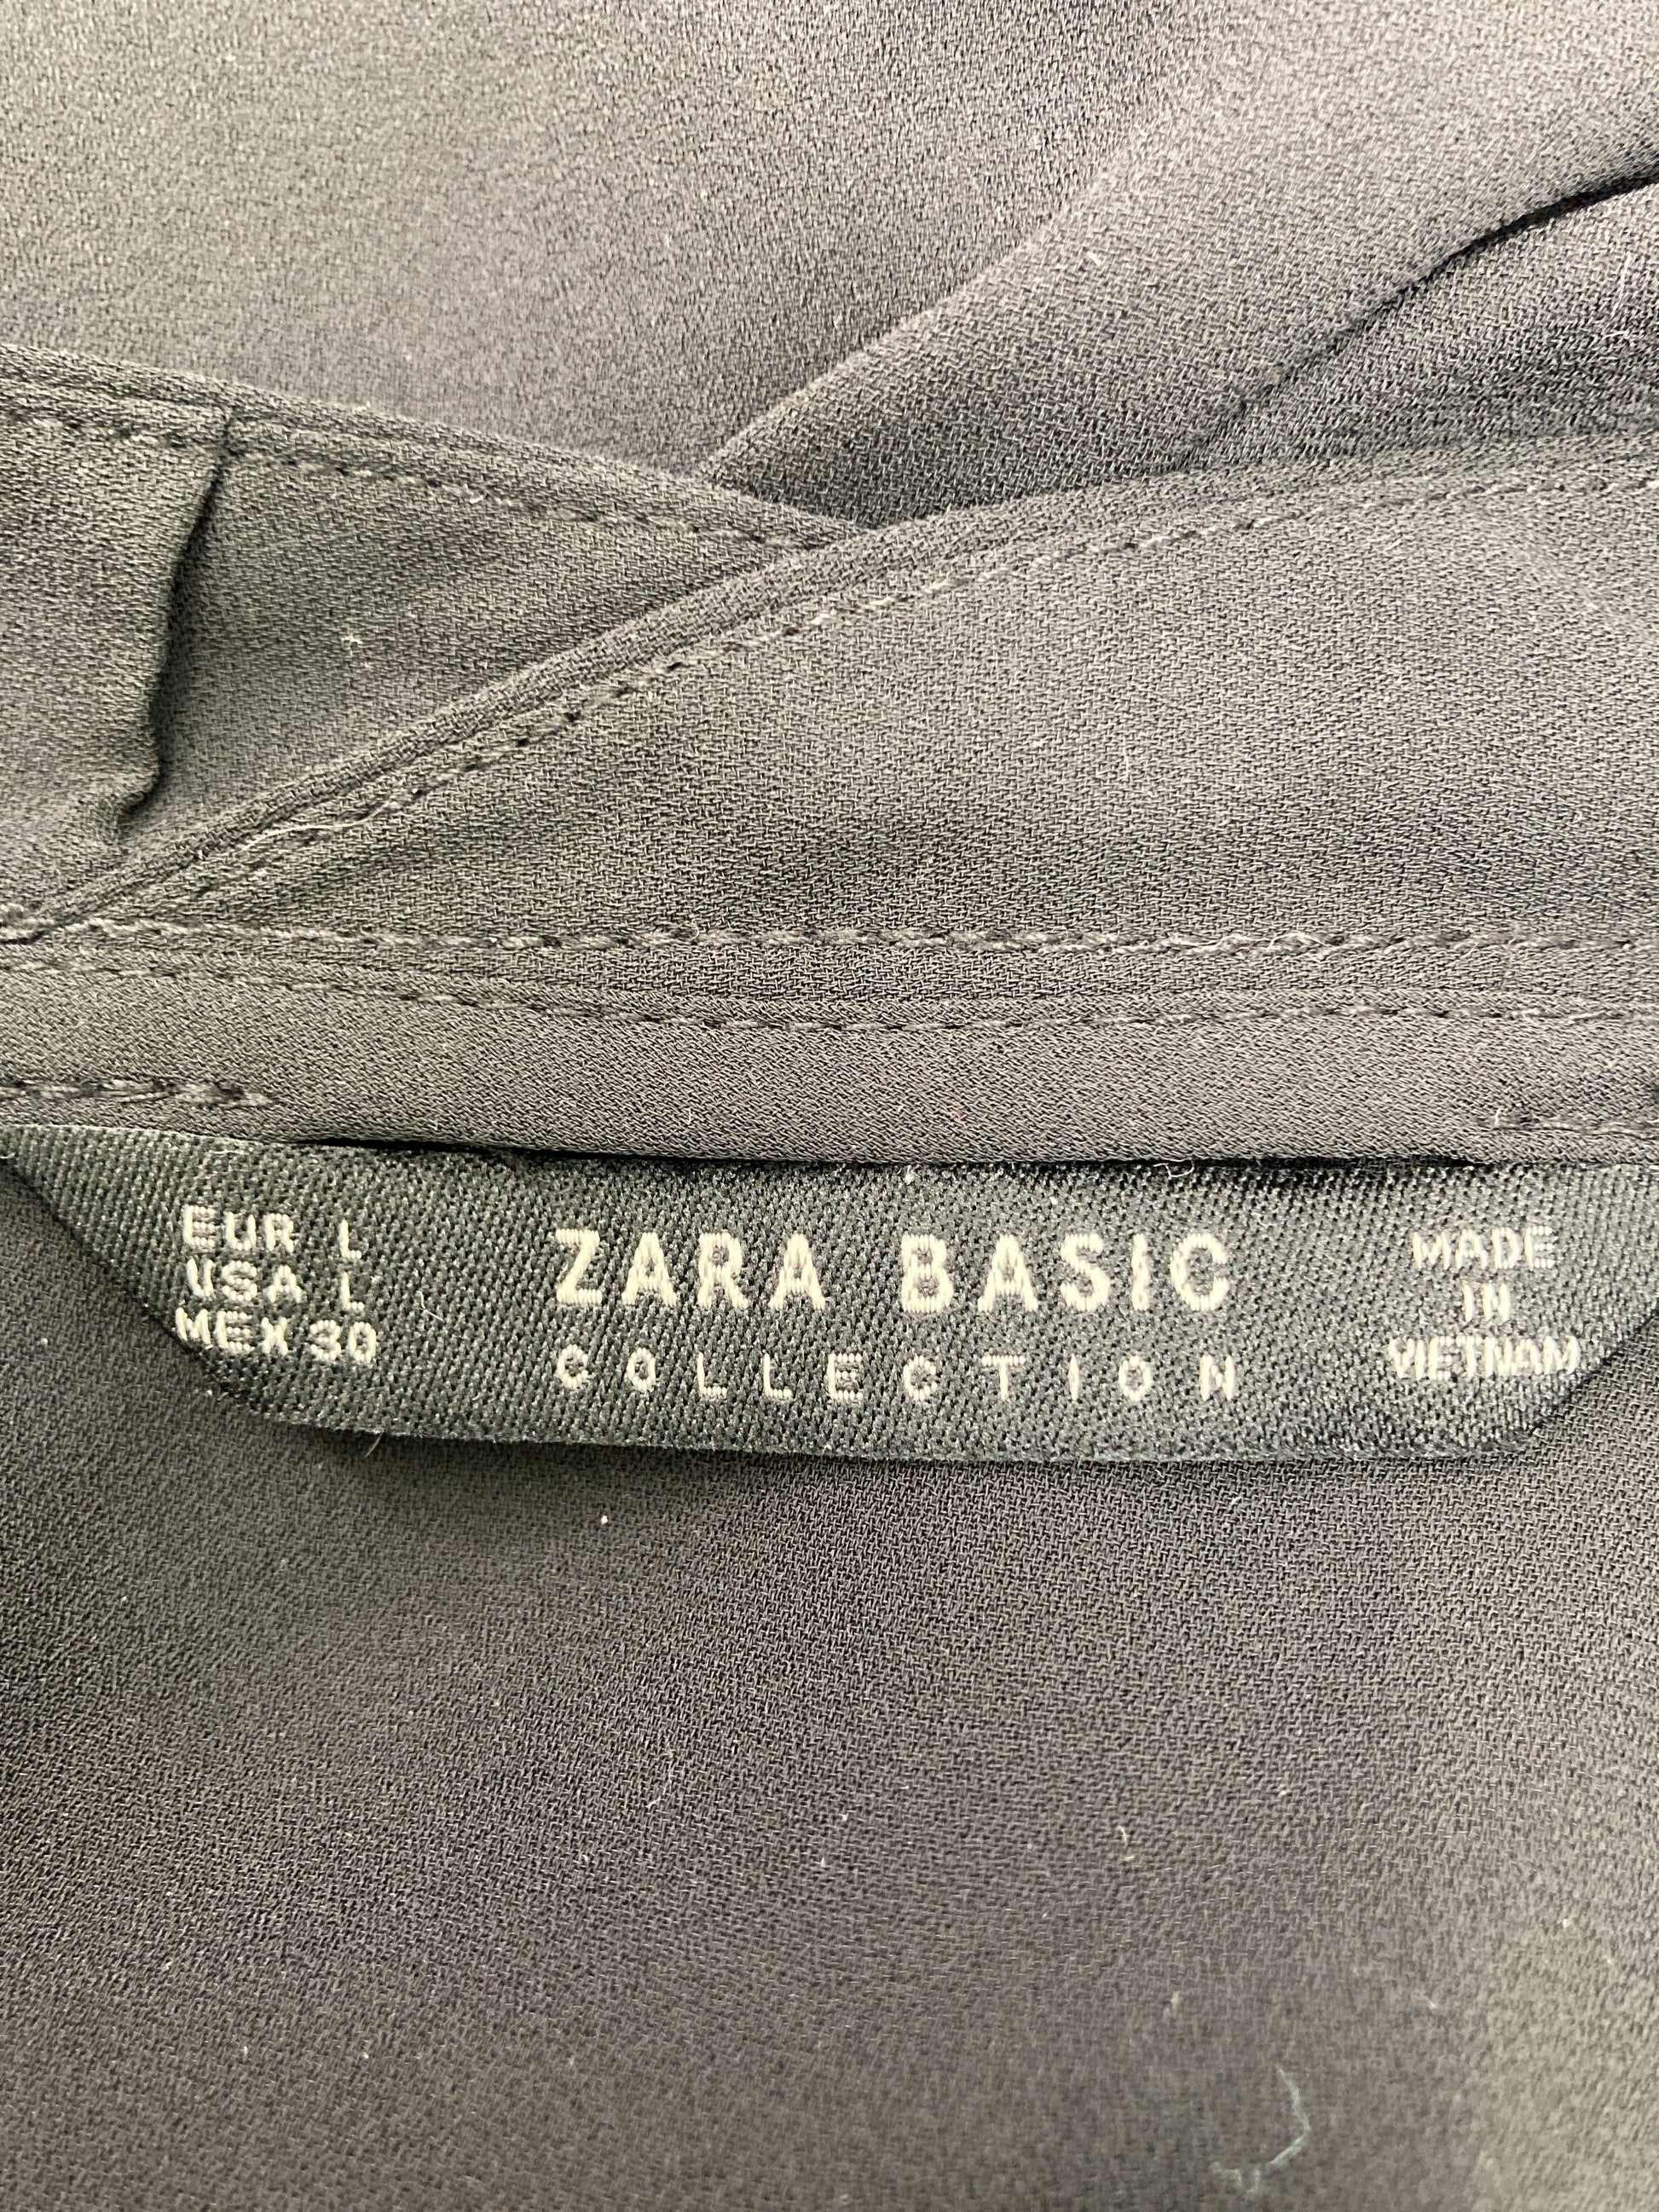 EUR L
USA L
MEX 30
ZARA BASIC
COLLECTION
MADE
IN
VIETNAM